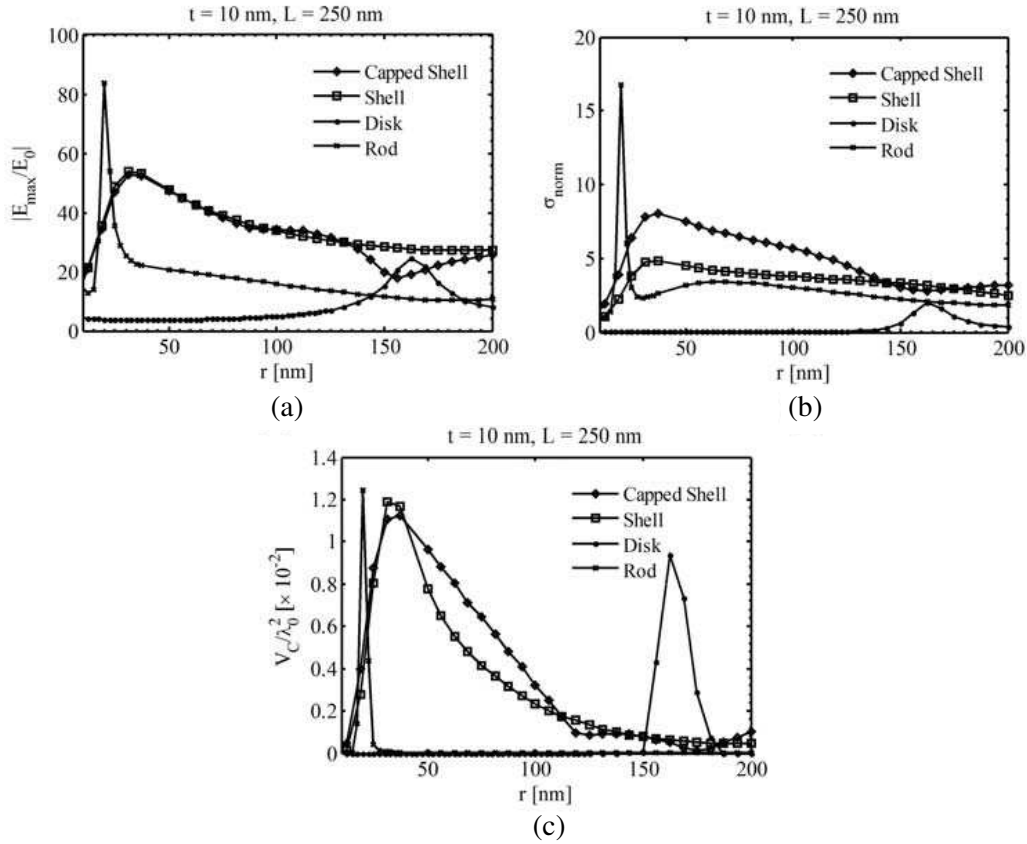 t = 10 nm, L = 250 nm
100
80
60
40
20
0
|E_max/E_0|
Capped Shell
Shell
Disk
Rod
50 100 150 200
r [nm]
(a)
t = 10 nm, L = 250 nm
20
15
10
5
0
σ_norm
Capped Shell
Shell
Disk
Rod
50 100 150 200
r [nm]
(b)
t = 10 nm, L = 250 nm
1.4
1.2
1
0.8
0.6
0.4
0.2
0
V_C/λ_0^2 [× 10^-2]
Capped Shell
Shell
Disk
Rod
50 100 150 200
r [nm]
(c)